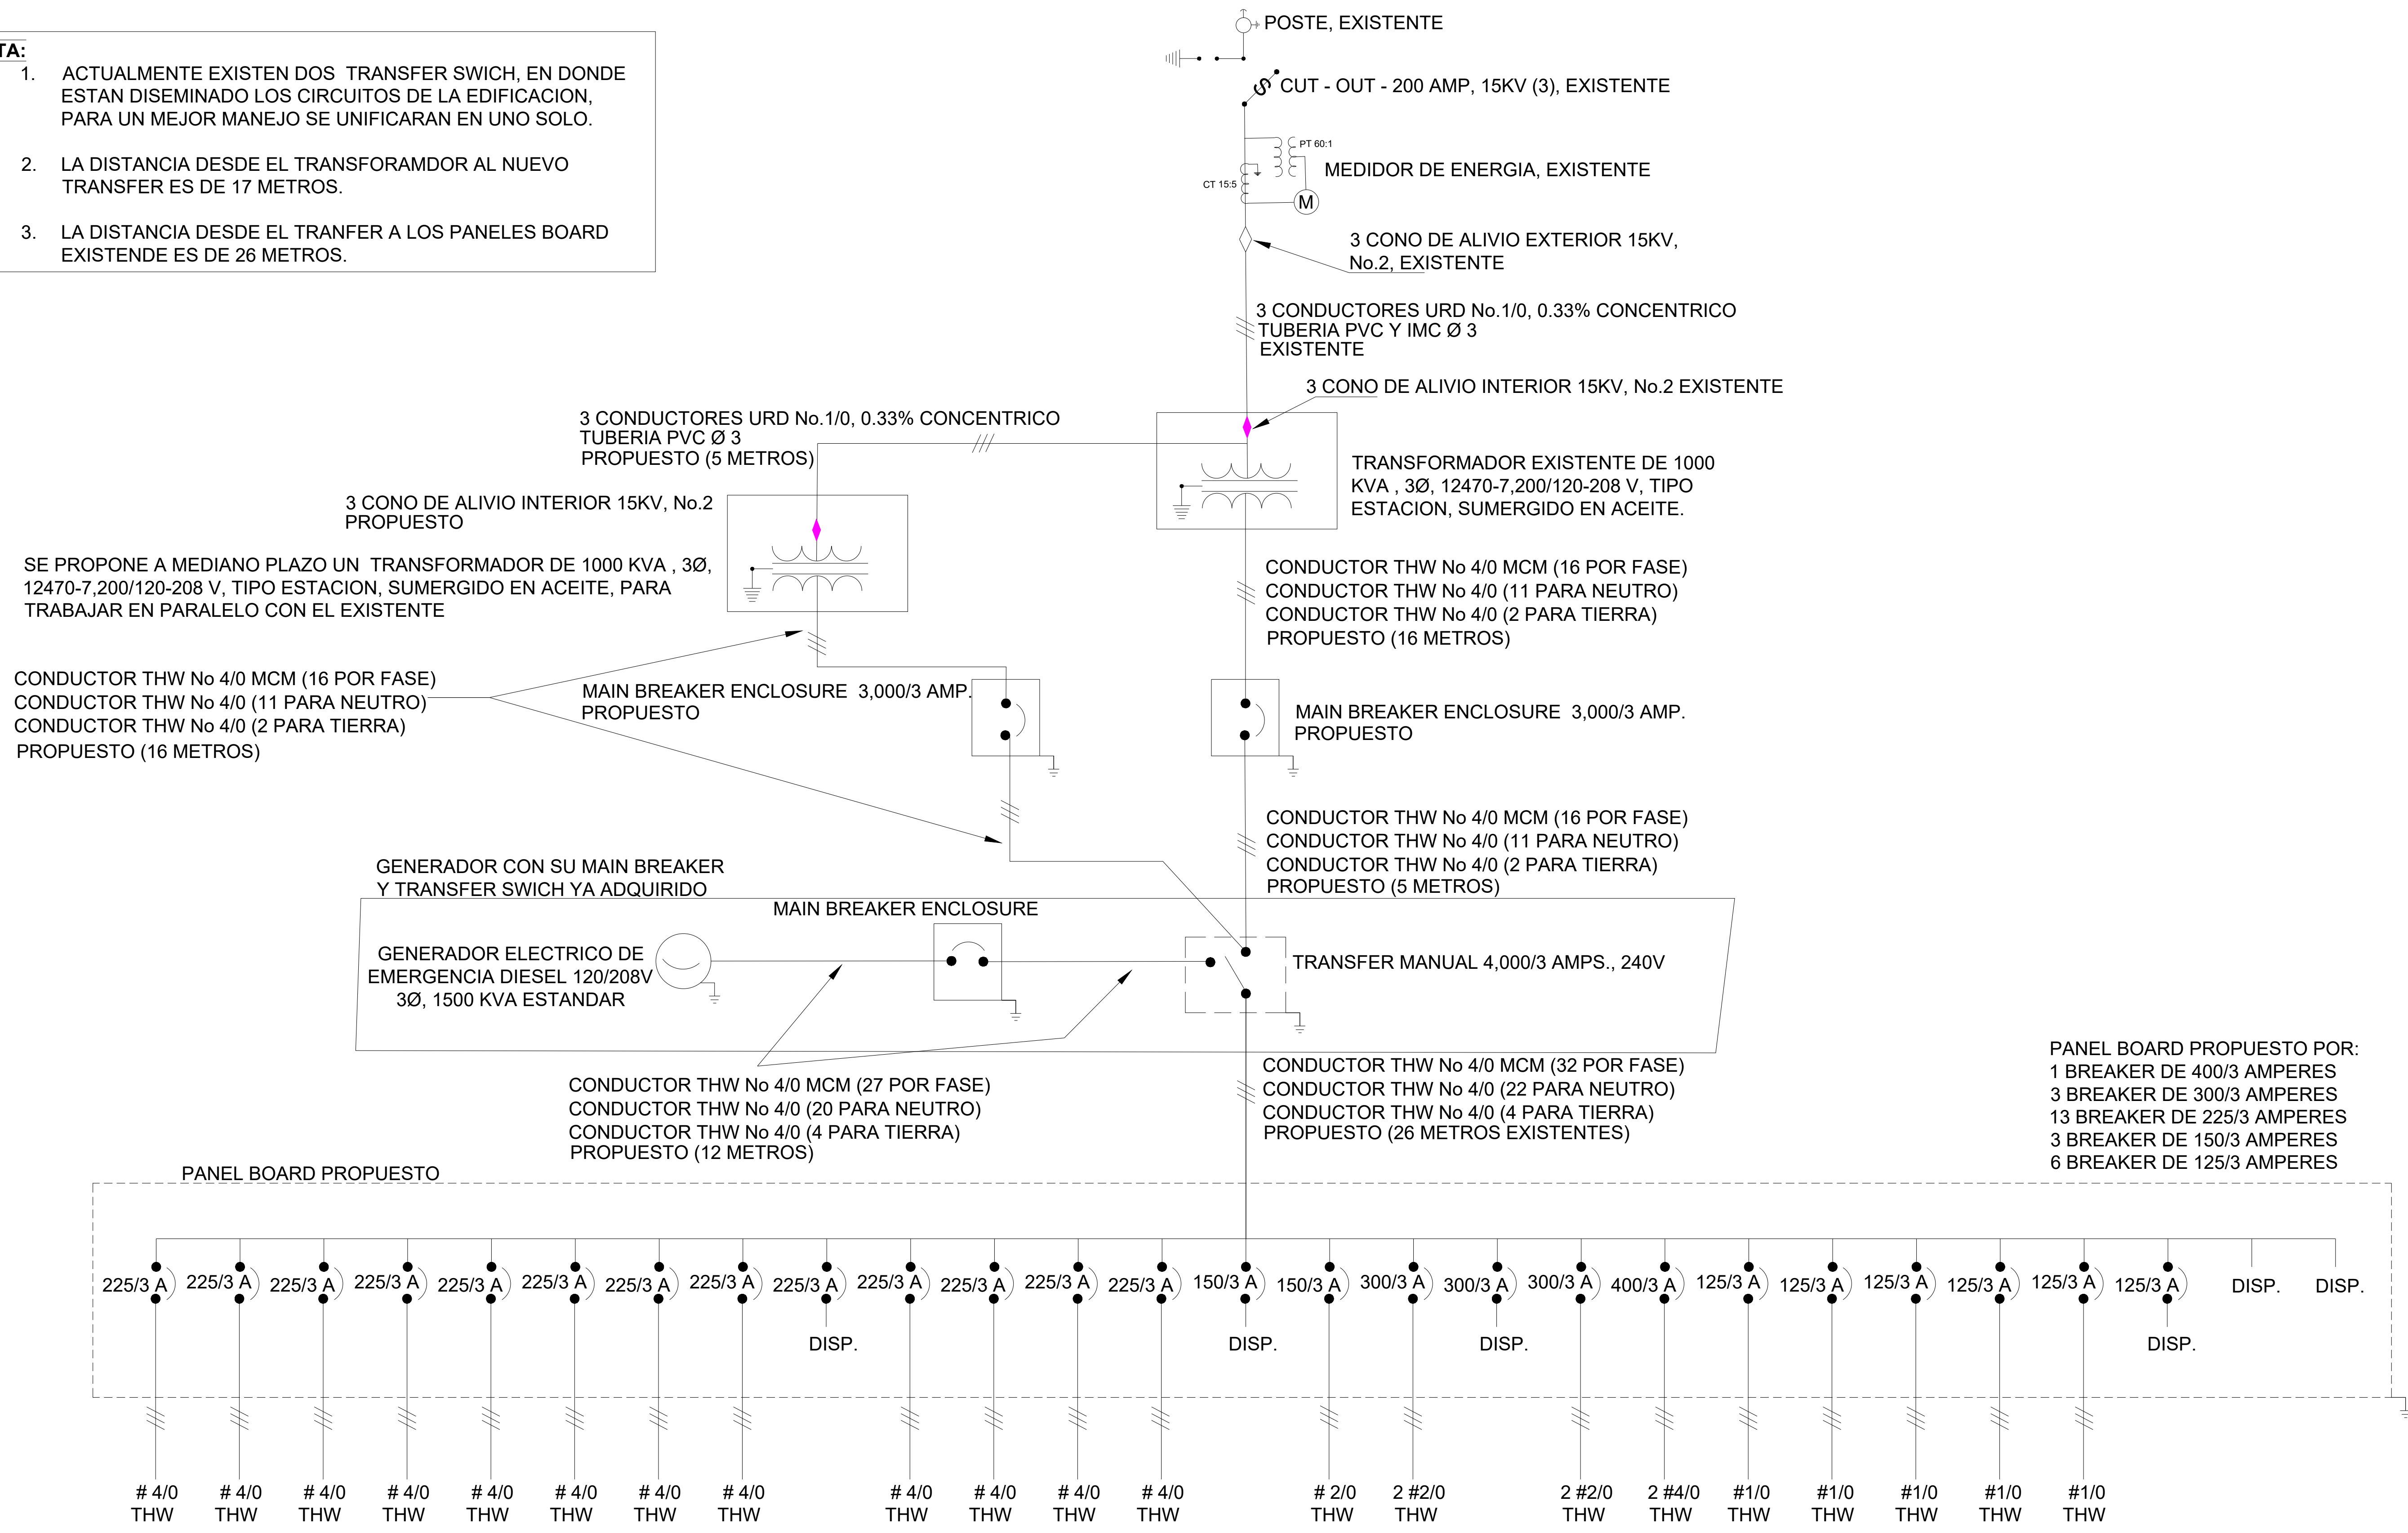 TA:
1. ACTUALMENTE EXISTEN DOS TRANSFER SWICH, EN DONDE
ESTAN DISEMINADO LOS CIRCUITOS DE LA EDIFICACION,
PARA UN MEJOR MANEJO SE UNIFICARAN EN UNO SOLO.
2. LA DISTANCIA DESDE EL TRANSFORAMDOR AL NUEVO
TRANSFER ES DE 17 METROS.
3. LA DISTANCIA DESDE EL TRANFER A LOS PANELES BOARD
EXISTENDE ES DE 26 METROS.
POSTE, EXISTENTE
S
CUT - OUT - 200 AMP, 15KV (3), EXISTENTE
PT 60:1
MEDIDOR DE ENERGIA, EXISTENTE
CT 15:5
M
3 CONO DE ALIVIO EXTERIOR 15KV,
No.2, EXISTENTE
3 CONDUCTORES URD No.1/0, 0.33% CONCENTRICO
TUBERIA PVC Y IMC Ø 3
EXISTENTE
3 CONO DE ALIVIO INTERIOR 15KV, No.2 EXISTENTE
3 CONDUCTORES URD No.1/0, 0.33% CONCENTRICO
TUBERIA PVC Ø 3
PROPUESTO (5 METROS)
TRANSFORMADOR EXISTENTE DE 1000
KVA , 3Ø, 12470-7,200/120-208 V, TIPO
ESTACION, SUMERGIDO EN ACEITE.
3 CONO DE ALIVIO INTERIOR 15KV, No.2
PROPUESTO
SE PROPONE A MEDIANO PLAZO UN TRANSFORMADOR DE 1000 KVA , 3Ø,
12470-7,200/120-208 V, TIPO ESTACION, SUMERGIDO EN ACEITE, PARA
TRABAJAR EN PARALELO CON EL EXISTENTE
CONDUCTOR THW No 4/0 MCM (16 POR FASE)
CONDUCTOR THW No 4/0 (11 PARA NEUTRO)
CONDUCTOR THW No 4/0 (2 PARA TIERRA)
PROPUESTO (16 METROS)
CONDUCTOR THW No 4/0 MCM (16 POR FASE)
CONDUCTOR THW No 4/0 (11 PARA NEUTRO)
CONDUCTOR THW No 4/0 (2 PARA TIERRA)
PROPUESTO (16 METROS)
MAIN BREAKER ENCLOSURE 3,000/3 AMP.
PROPUESTO
MAIN BREAKER ENCLOSURE 3,000/3 AMP.
PROPUESTO
CONDUCTOR THW No 4/0 MCM (16 POR FASE)
CONDUCTOR THW No 4/0 (11 PARA NEUTRO)
CONDUCTOR THW No 4/0 (2 PARA TIERRA)
PROPUESTO (5 METROS)
GENERADOR CON SU MAIN BREAKER
Y TRANSFER SWICH YA ADQUIRIDO
MAIN BREAKER ENCLOSURE
GENERADOR ELECTRICO DE
EMERGENCIA DIESEL 120/208V
3Ø, 1500 KVA ESTANDAR
TRANSFER MANUAL 4,000/3 AMPS., 240V
CONDUCTOR THW No 4/0 MCM (27 POR FASE)
CONDUCTOR THW No 4/0 (20 PARA NEUTRO)
CONDUCTOR THW No 4/0 (4 PARA TIERRA)
PROPUESTO (12 METROS)
CONDUCTOR THW No 4/0 MCM (32 POR FASE)
CONDUCTOR THW No 4/0 (22 PARA NEUTRO)
CONDUCTOR THW No 4/0 (4 PARA TIERRA)
PROPUESTO (26 METROS EXISTENTES)
PANEL BOARD PROPUESTO POR:
1 BREAKER DE 400/3 AMPERES
3 BREAKER DE 300/3 AMPERES
13 BREAKER DE 225/3 AMPERES
3 BREAKER DE 150/3 AMPERES
6 BREAKER DE 125/3 AMPERES
PANEL BOARD PROPUESTO
225/3 A 225/3 A 225/3 A 225/3 A 225/3 A 225/3 A 225/3 A 225/3 A 225/3 A 225/3 A 225/3 A 225/3 A 225/3 A 150/3 A 150/3 A 300/3 A 300/3 A 300/3 A 400/3 A 125/3 A 125/3 A 125/3 A 125/3 A 125/3 A 125/3 A DISP. DISP.
DISP. DISP. DISP. DISP.
# 4/0 # 4/0 # 4/0 # 4/0 # 4/0 # 4/0 # 4/0 # 4/0 # 4/0 # 4/0 # 4/0 # 4/0 # 2/0 2 #2/0 2 #2/0 2 #4/0 #1/0 #1/0 #1/0 #1/0 #1/0
THW THW THW THW THW THW THW THW THW THW THW THW THW THW THW THW THW THW THW THW THW